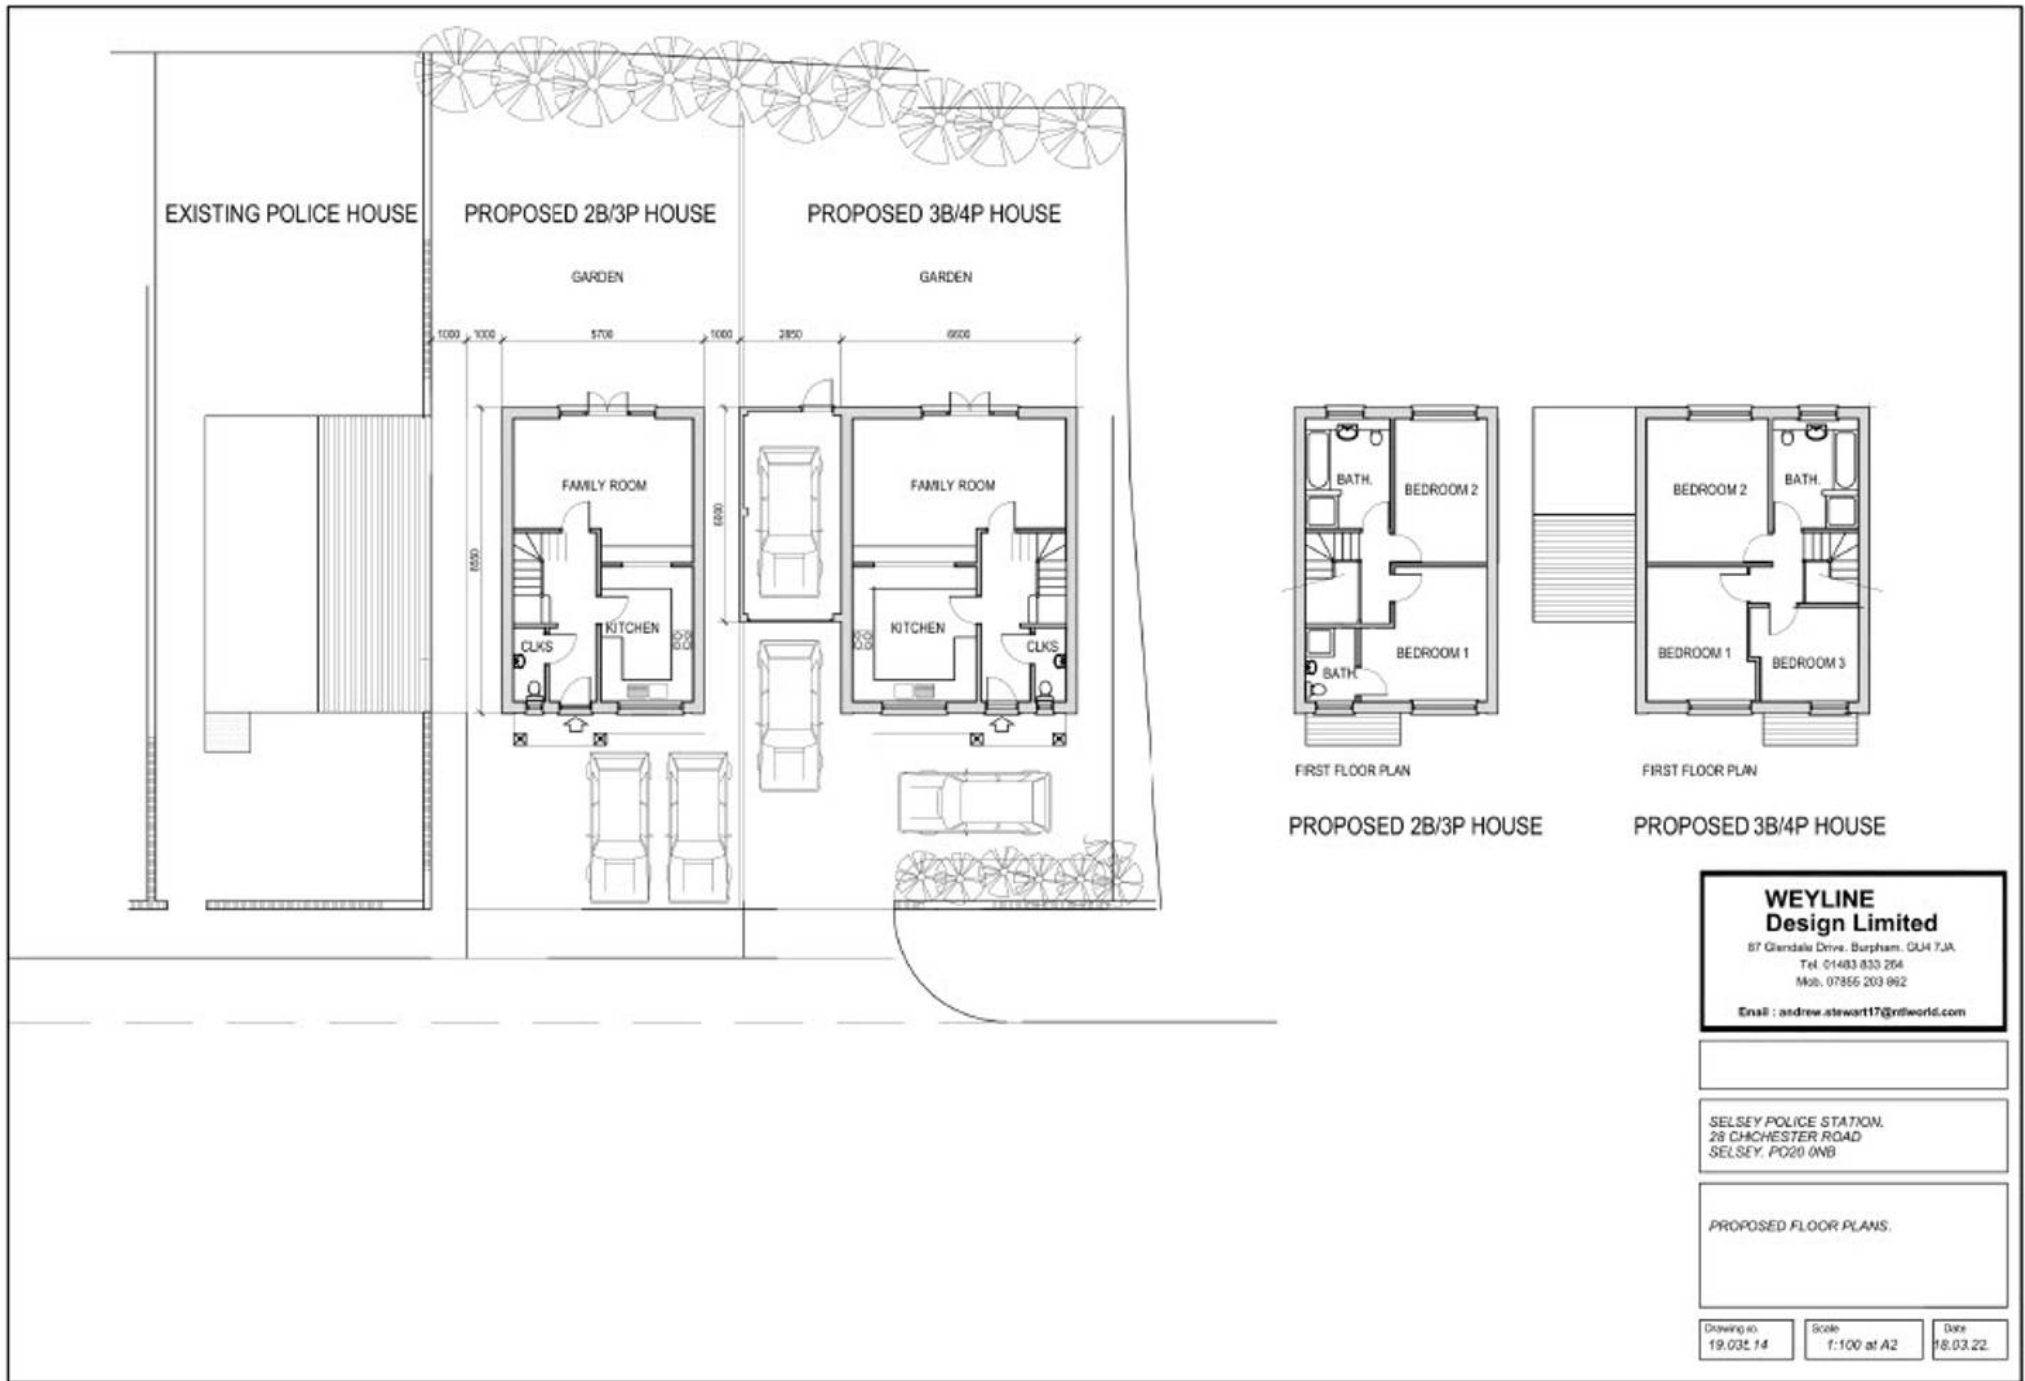 EXISTING POLICE HOUSE
PROPOSED 2B/3P HOUSE
PROPOSED 3B/4P HOUSE
GARDEN
GARDEN
1000
1000
5700
1000
2850
6600
FAMILY ROOM
FAMILY ROOM
8550
6000
KITCHEN
KITCHEN
CLKS
CLKS
BATH.
BEDROOM 2
BEDROOM 2
BATH.
BEDROOM 1
BATH.
BEDROOM 1
BEDROOM 3
FIRST FLOOR PLAN
FIRST FLOOR PLAN
PROPOSED 2B/3P HOUSE
PROPOSED 3B/4P HOUSE
WEYLINE
Design Limited
87 Glendale Drive. Burpham. GU4 7JA
Tel. 01483 833 264
Mob. 07855 203 862
Email : andrew.stewart17@ntlworld.com
SELSEY POLICE STATION.
28 CHICHESTER ROAD
SELSEY. PO20 0NB
PROPOSED FLOOR PLANS.
Drawing no.
Scale
1:100 at A2
Date
18.03.22.